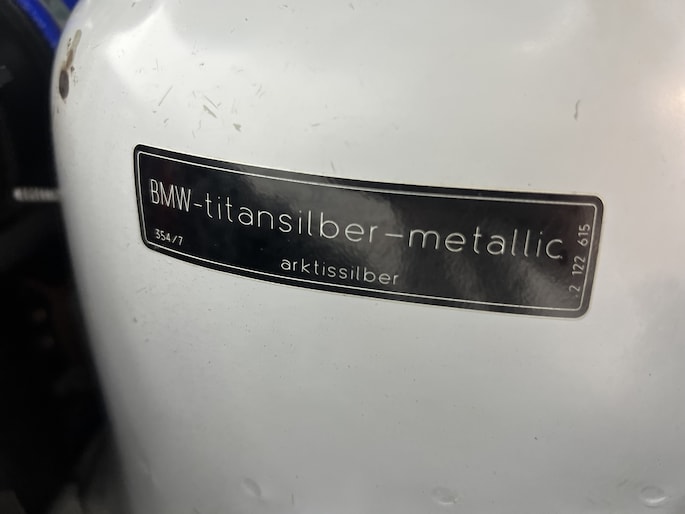 BMW-titansilber-metallic
354/7
arktissilber
2 122 615